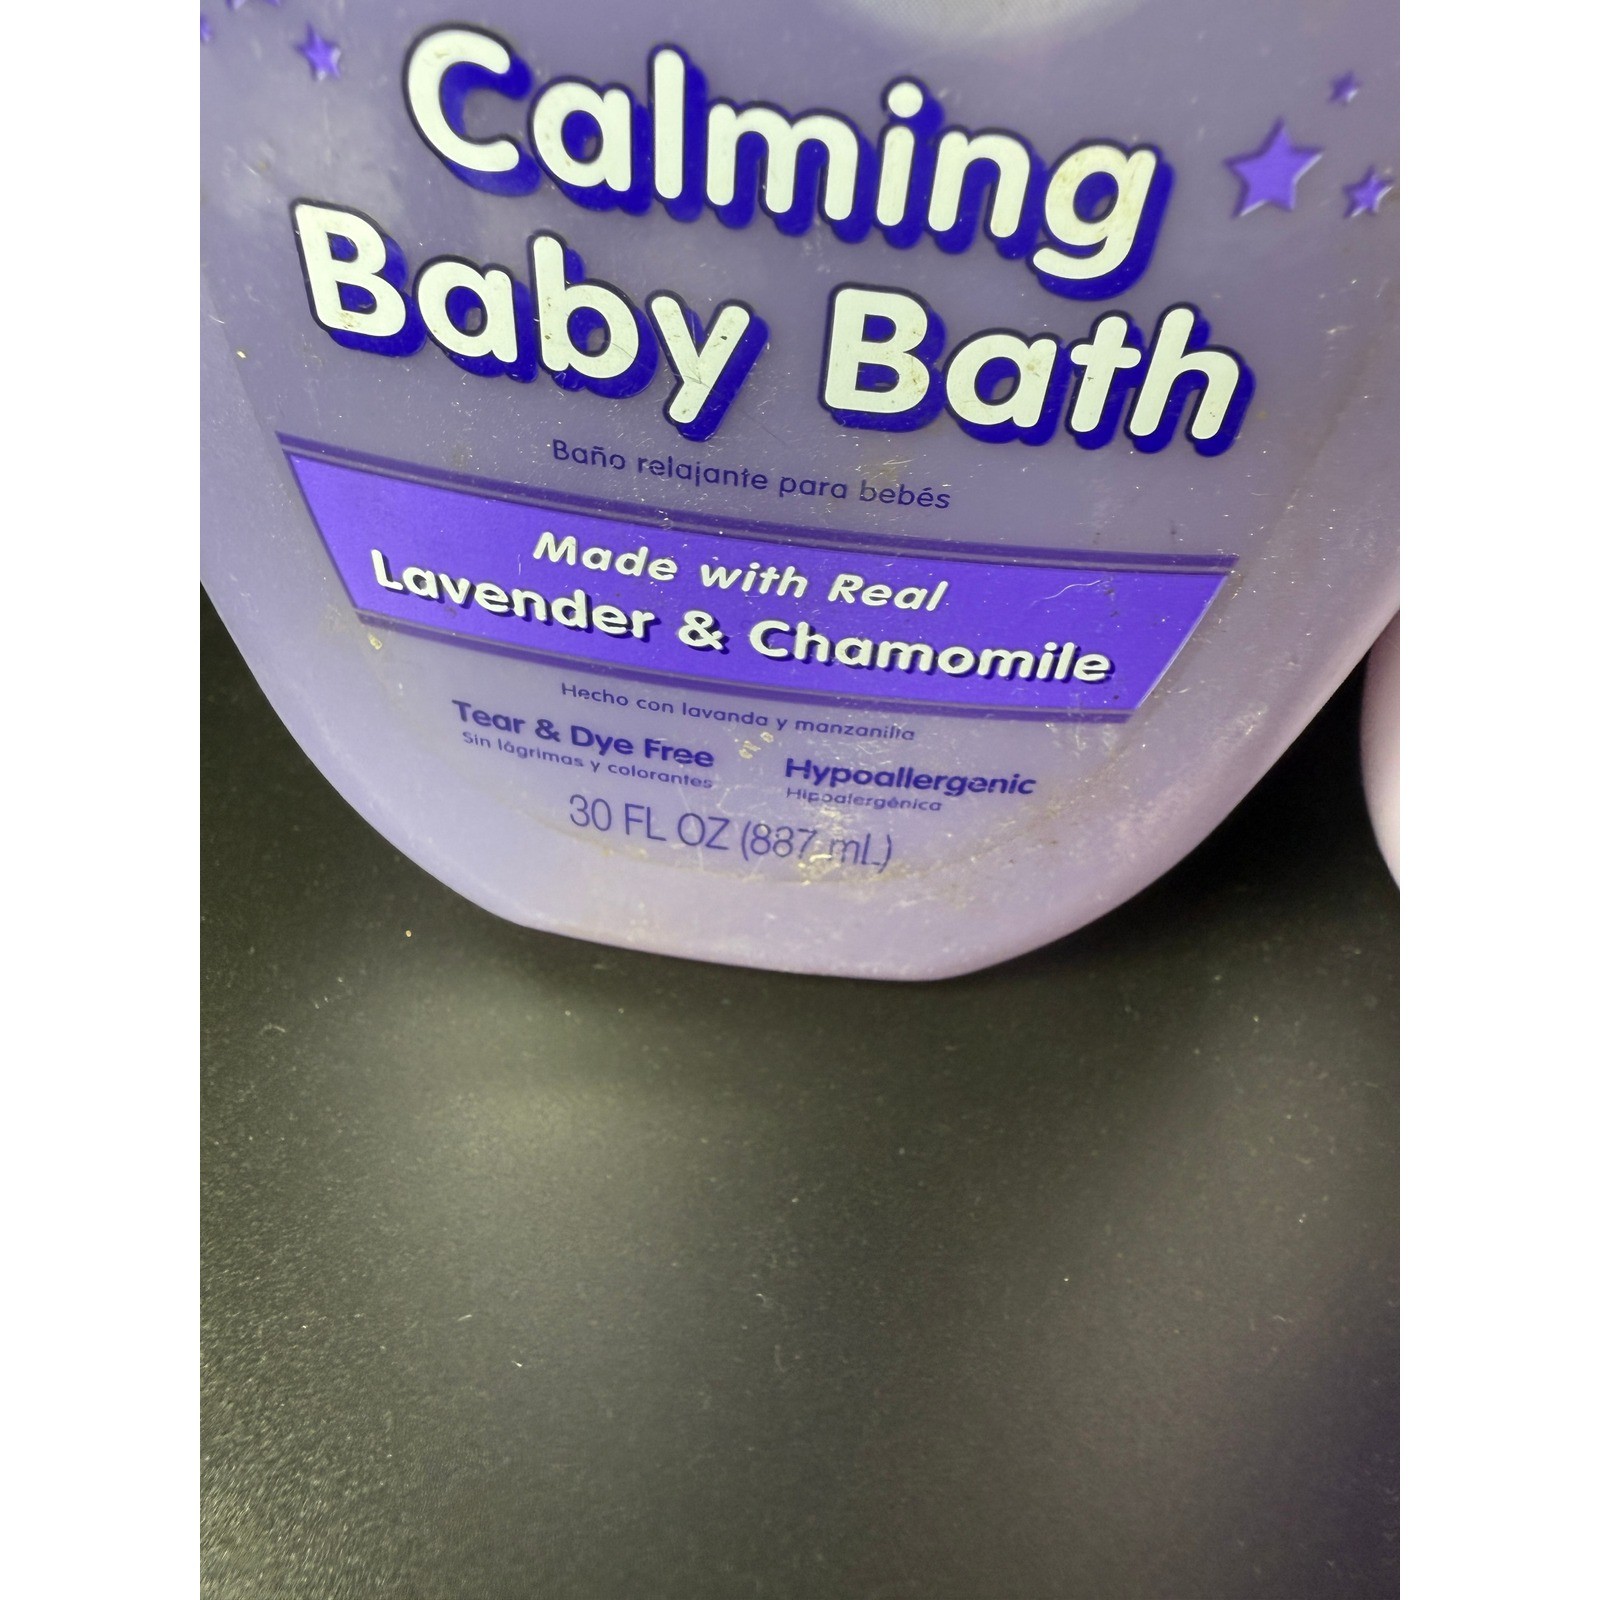 Calming
Baby Bath
Baño relajante para bebés
Made with Real
Lavender & Chamomile
Hecho con lavanda y manzanilla
Tear & Dye Free
Sin lágrimas y colorantes
Hypoallergenic
Hipoalergénica
30 FL OZ (887 mL)